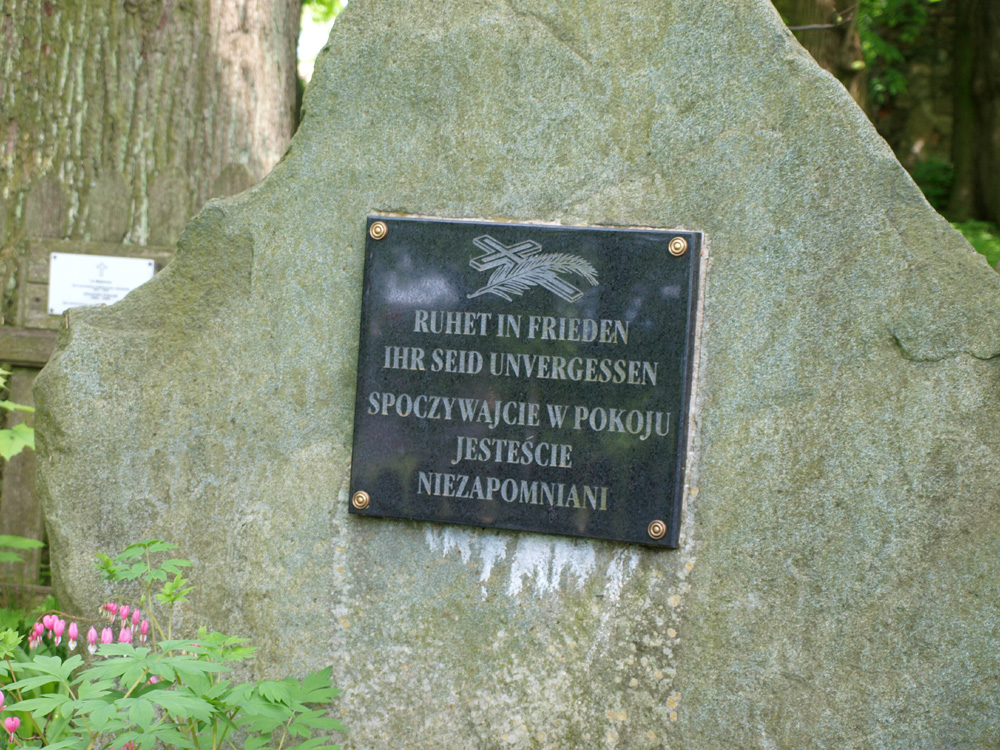 RUHET IN FRIEDEN
IHR SEID UNVERGESSEN
SPOCZYWAJCIE W POKOJU
JESTEŚCIE
NIEZAPOMNIANI